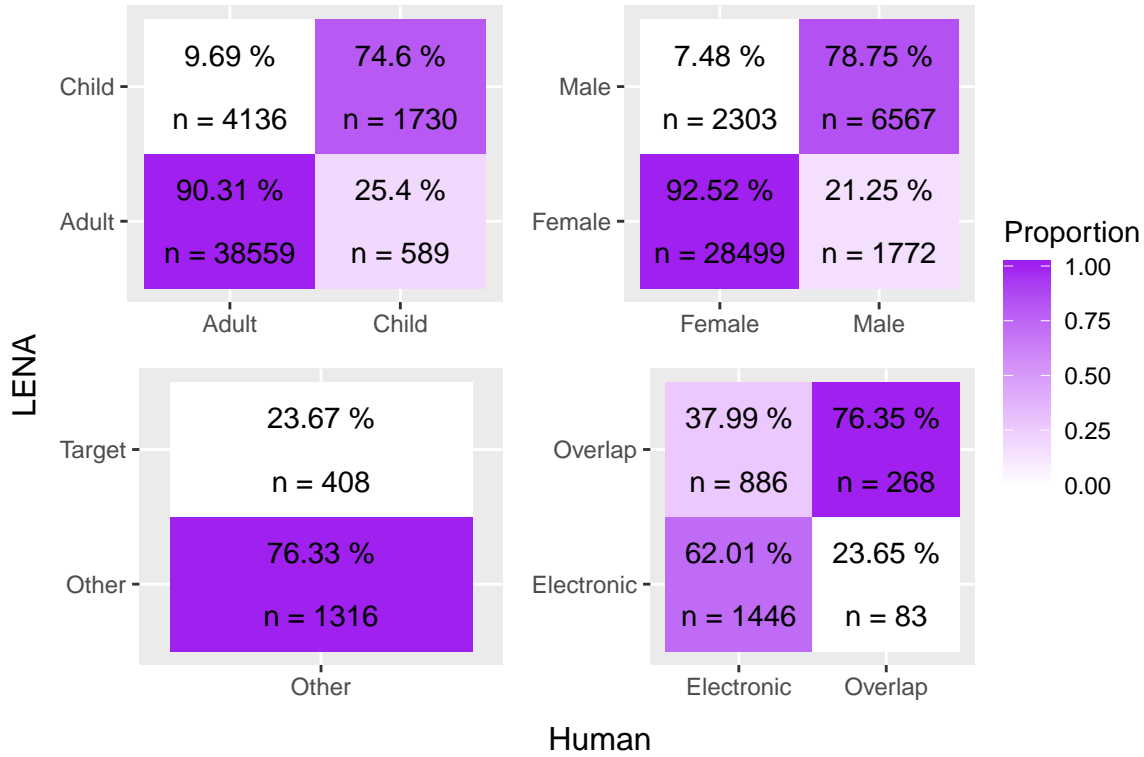 9.69 %
74.6 %
Child
n = 4136
n = 1730
90.31 %
25.4 %
Adult
n = 38559
n = 589
Adult
Child
7.48 %
78.75 %
Male
n = 2303
n = 6567
92.52 %
21.25 %
Female
n = 28499
n = 1772
Female
Male
LENA
23.67 %
Target
n = 408
76.33 %
Other
n = 1316
Other
37.99 %
76.35 %
Overlap
n = 886
n = 268
62.01 %
23.65 %
Electronic
n = 1446
n = 83
Electronic
Overlap
Human
Proportion
1.00
0.75
0.50
0.25
0.00